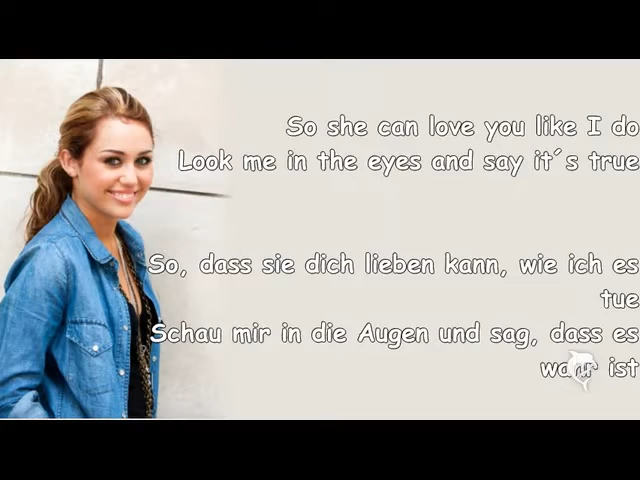 So she can love you like I do
Look me in the eyes and say it´s true
So, dass sie dich lieben kann, wie ich es
tue
Schau mir in die Augen und sag, dass es
wahr ist